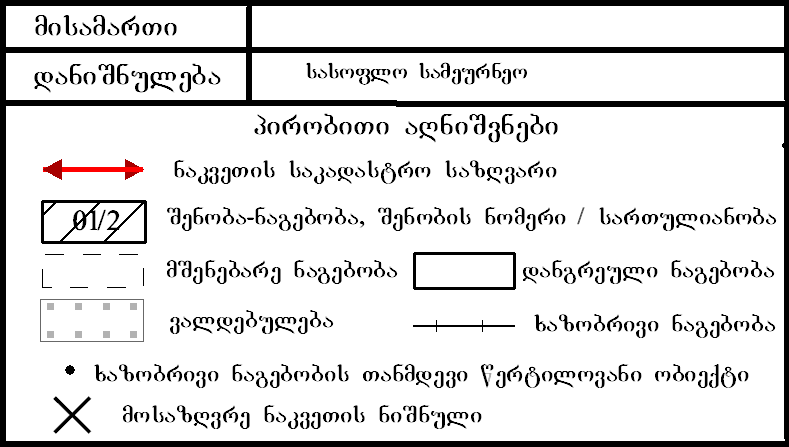 მისამართი
დანიშნულება სასოფლო სამეურნეო
პირობითი აღნიშვნები
ნაკვეთის საკადასტრო საზღვარი
01/2 შენობა-ნაგებობა, შენობის ნომერი / სართულიანობა
მშენებარე ნაგებობა დანგრეული ნაგებობა
ვალდებულება ხაზობრივი ნაგებობა
ხაზობრივი ნაგებობის თანმდევი წერტილოვანი ობიექტი
მოსაზღვრე ნაკვეთის ნიშნული